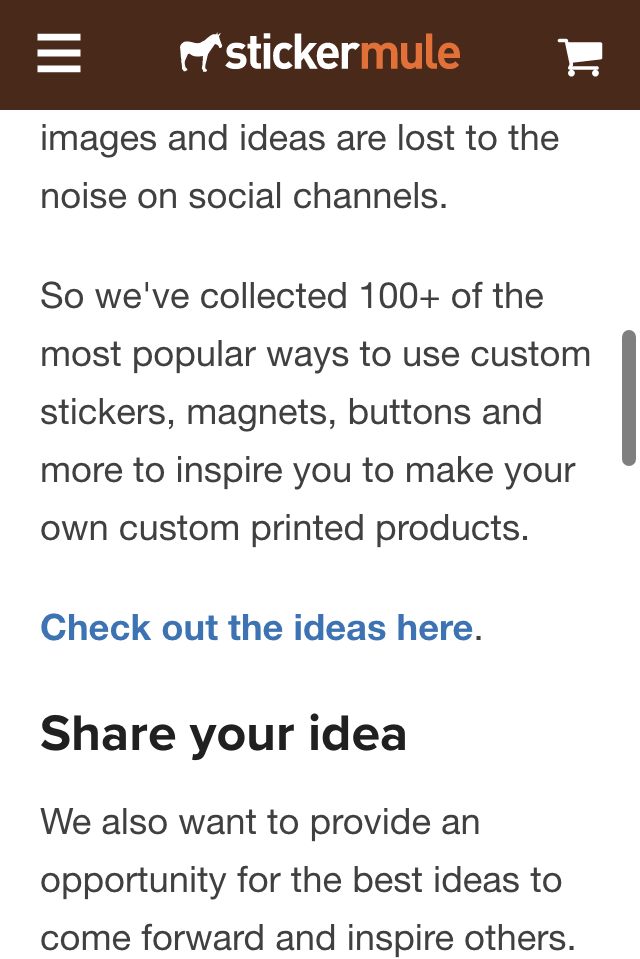 stickermule
images and ideas are lost to the
noise on social channels.
So we've collected 100+ of the
most popular ways to use custom
stickers, magnets, buttons and
more to inspire you to make your
own custom printed products.
Check out the ideas here.
Share your idea
We also want to provide an
opportunity for the best ideas to
come forward and inspire others.